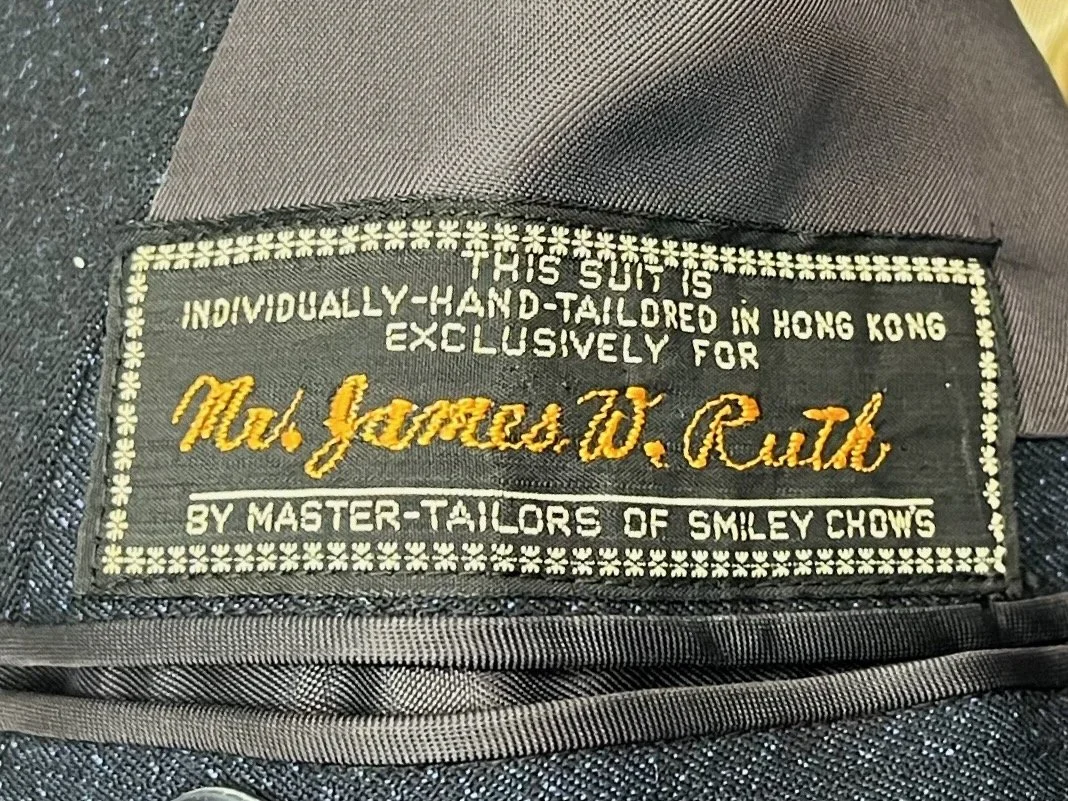 THIS SUIT IS
INDIVIDUALLY-HAND-TAILORED IN HONG KONG
EXCLUSIVELY FOR
Mr. James. W. Ruth
BY MASTER-TAILORS OF SMILEY CHOW'S